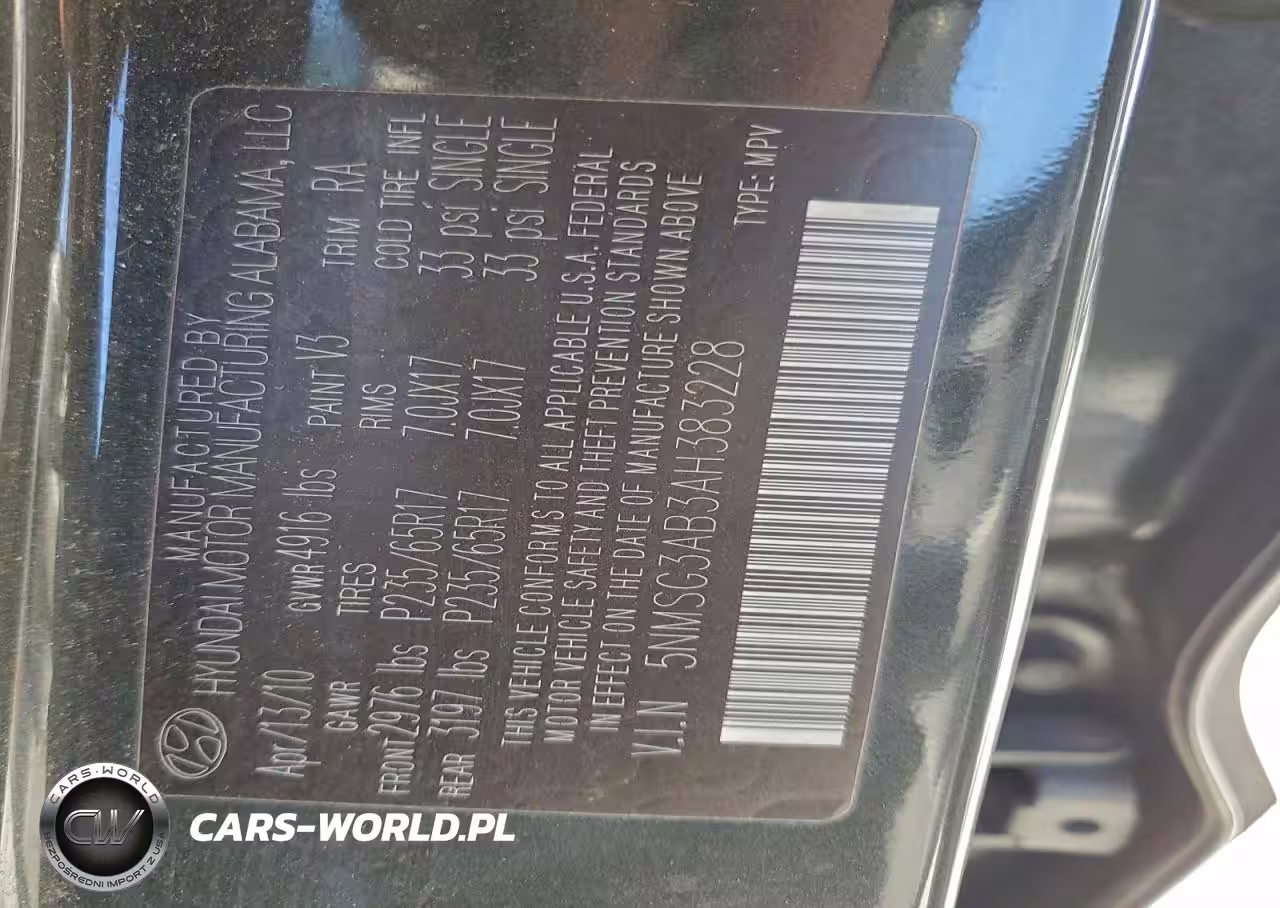 MANUFACTURED BY
HYUNDAI MOTOR MANUFACTURING ALABAMA, LLC
Apr/13/10 GVWR 4916 lbs PAINT V3 TRIM RA
GAWR TIRES RIMS COLD TIRE INFL
FRONT 2976 lbs P235/65R17 7.0JX17 33 psi SINGLE
REAR 3197 lbs P235/65R17 7.0JX17 33 psi SINGLE
THIS VEHICLE CONFORMS TO ALL APPLICABLE U.S.A. FEDERAL
MOTOR VEHICLE SAFETY AND THEFT PREVENTION STANDARDS
IN EFFECT ON THE DATE OF MANUFACTURE SHOWN ABOVE
V.I.N 5NMSG3AB3AH383228
TYPE: MPV
CARS-WORLD
CW
BEZPOŚREDNI IMPORT Z USA
CARS-WORLD.PL